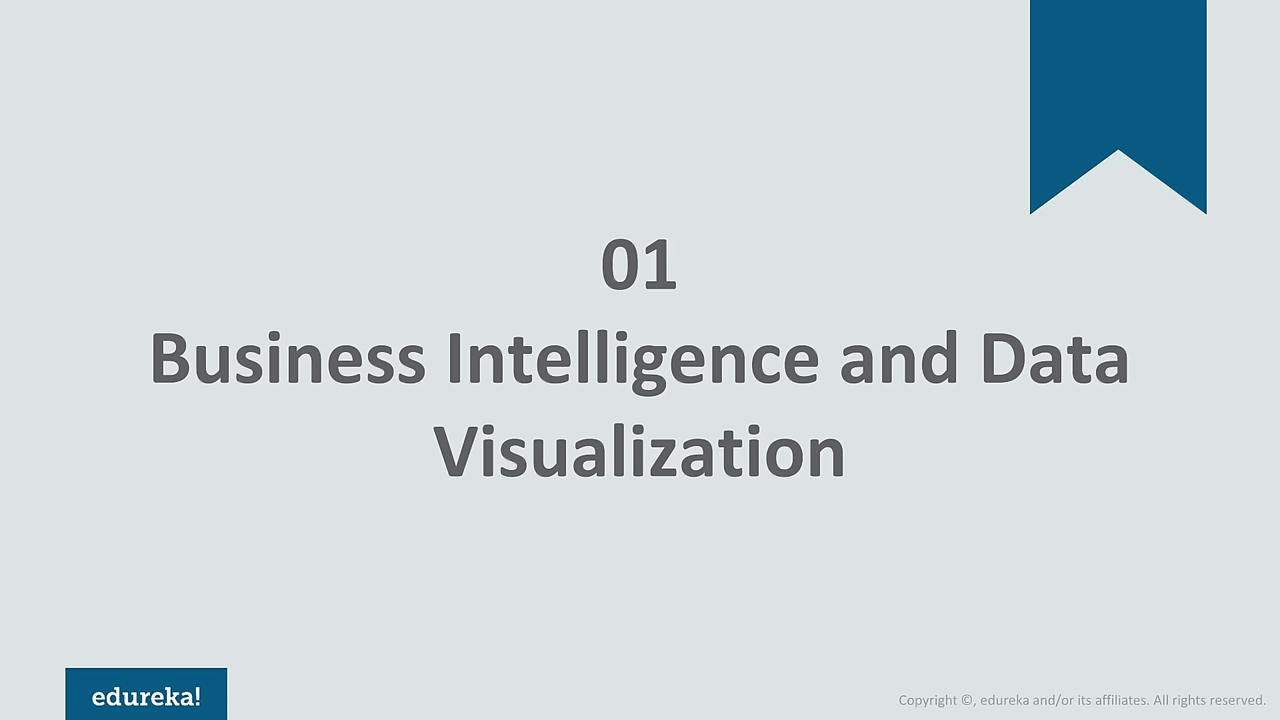 01
Business Intelligence and Data
Visualization
edureka!
Copyright ©, edureka and/or its affiliates. All rights reserved.